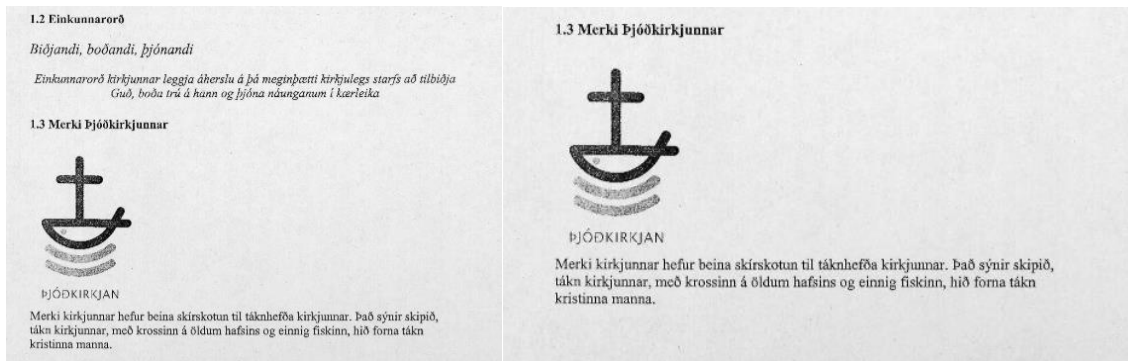 1.2 Einkunnarorð
Biðjandi, boðandi, þjónandi
Einkunnarorð kirkjunnar leggja áherslu á þá meginþætti kirkjulegs starfs að tilbiðja
Guð, boða trú á hann og þjóna náunganum í kærleika
1.3 Merki Þjóðkirkjunnar
ÞJÓÐKIRKJAN
Merki kirkjunnar hefur beina skírskotun til táknhefða kirkjunnar. Það sýnir skipið,
tákn kirkjunnar, með krossinn á öldum hafsins og einnig fiskinn, hið forna tákn
kristinna manna.
1.3 Merki Þjóðkirkjunnar
ÞJÓÐKIRKJAN
Merki kirkjunnar hefur beina skírskotun til táknhefða kirkjunnar. Það sýnir skipið,
tákn kirkjunnar, með krossinn á öldum hafsins og einnig fiskinn, hið forna tákn
kristinna manna.